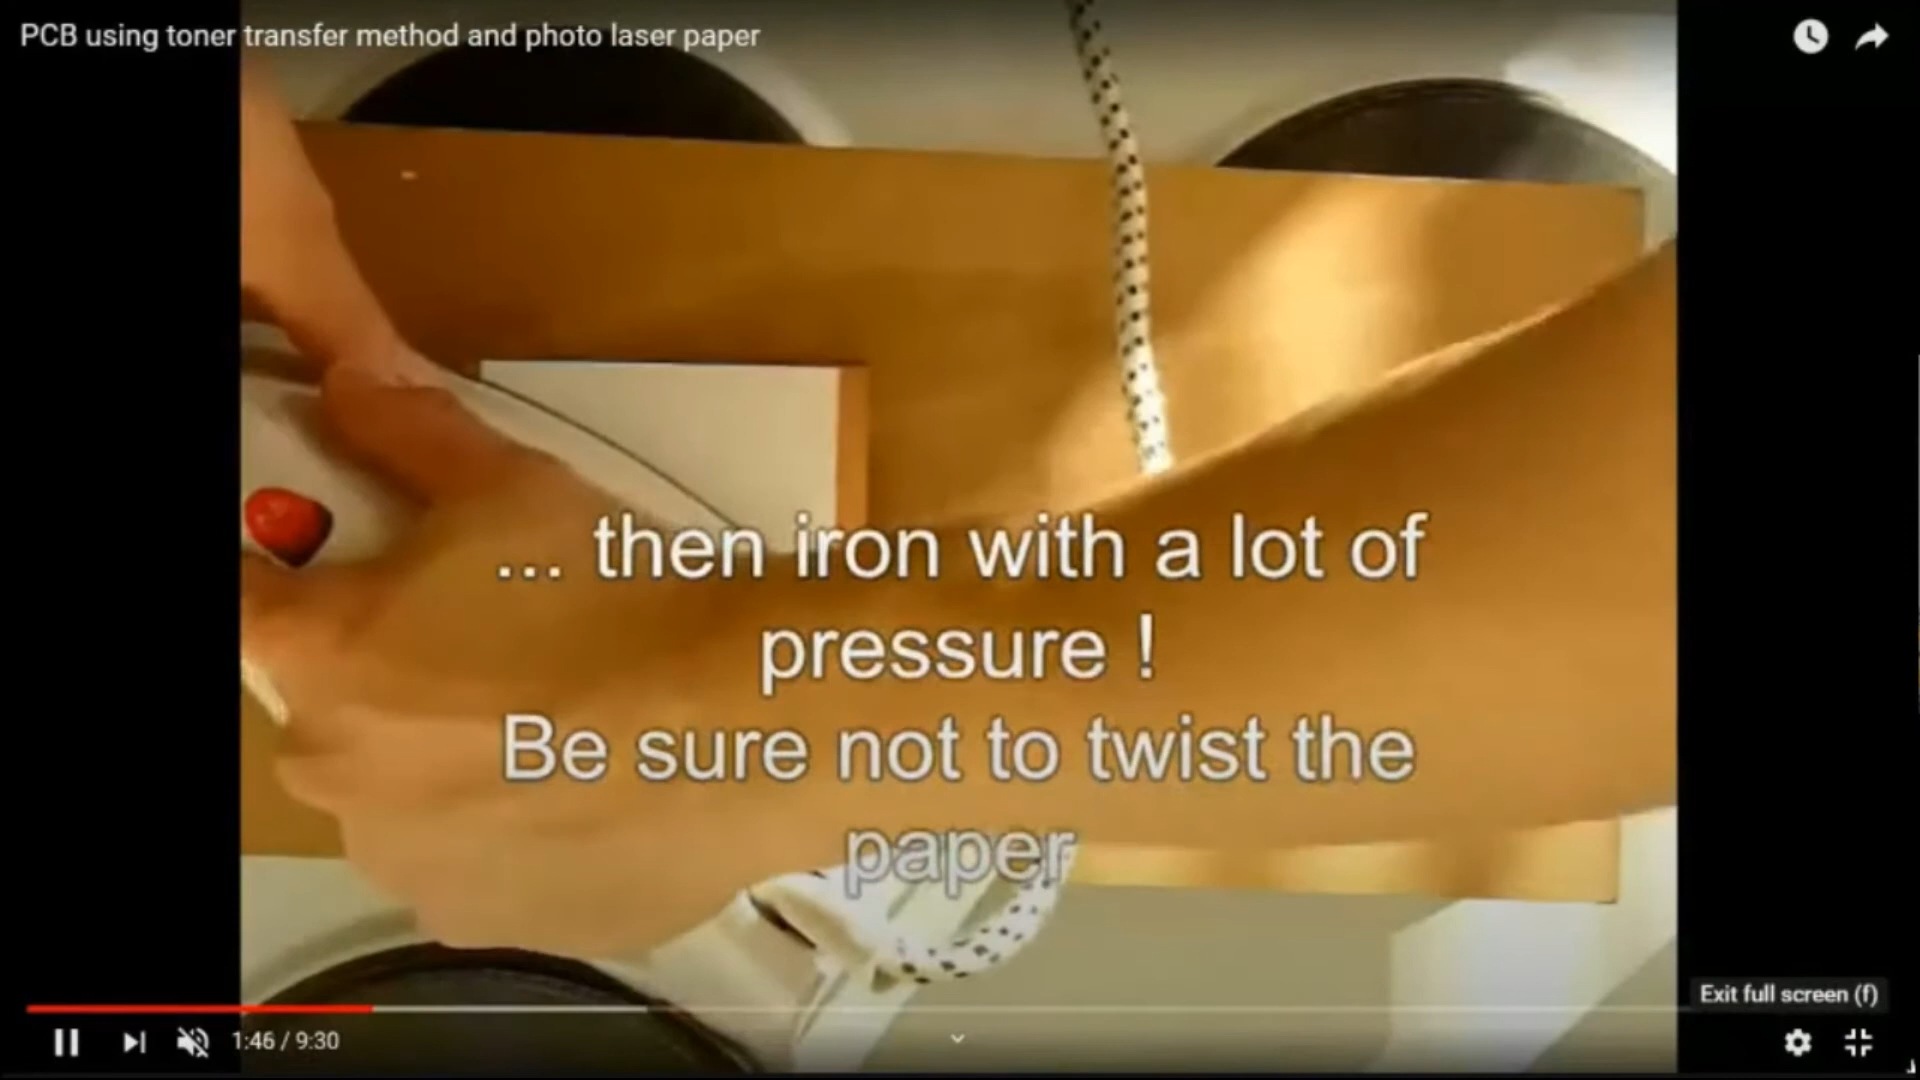 PCB using toner transfer method and photo laser paper
... then iron with a lot of
pressure !
Be sure not to twist the
paper
Exit full screen (f)
1:46 / 9:30